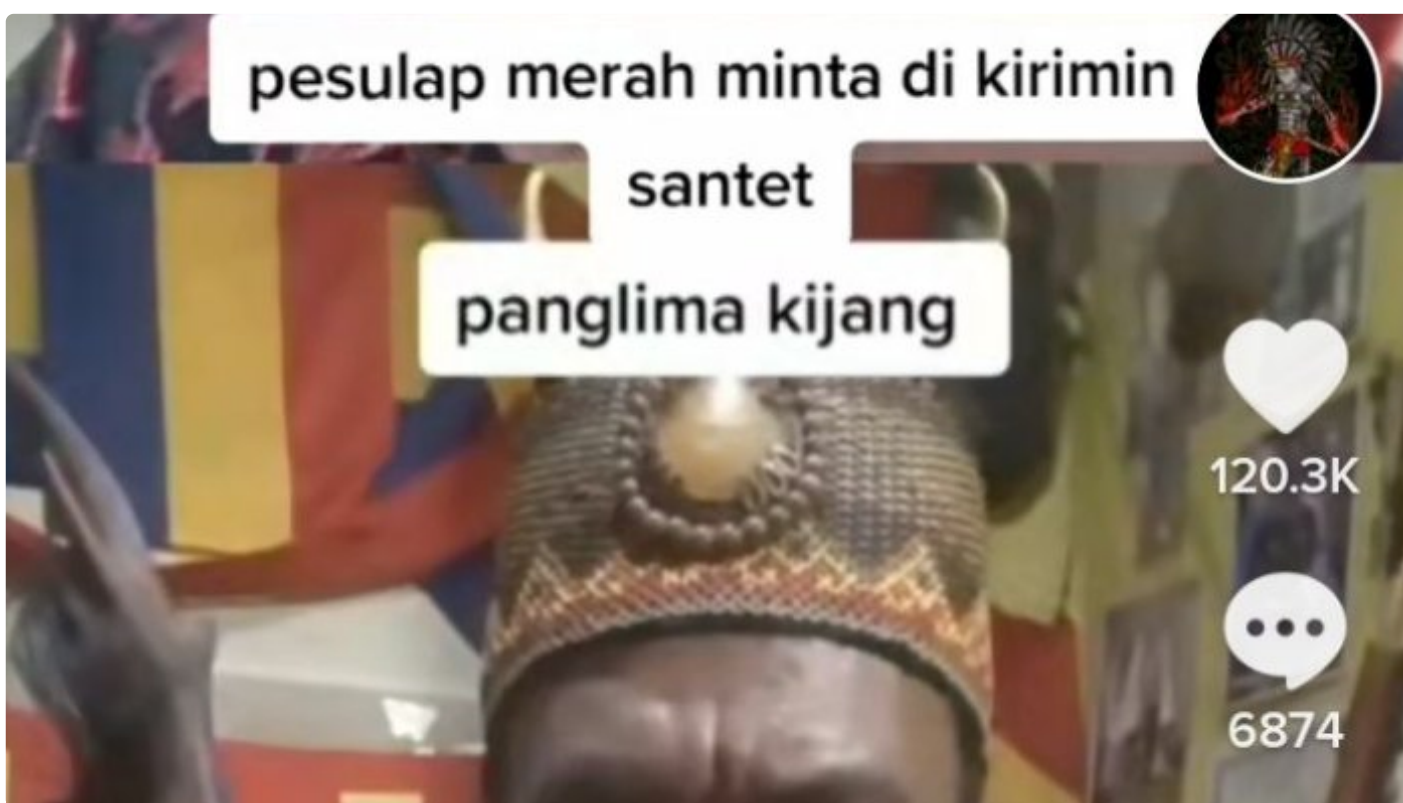 pesulap merah minta di kirimin
santet
panglima kijang
120.3K
6874